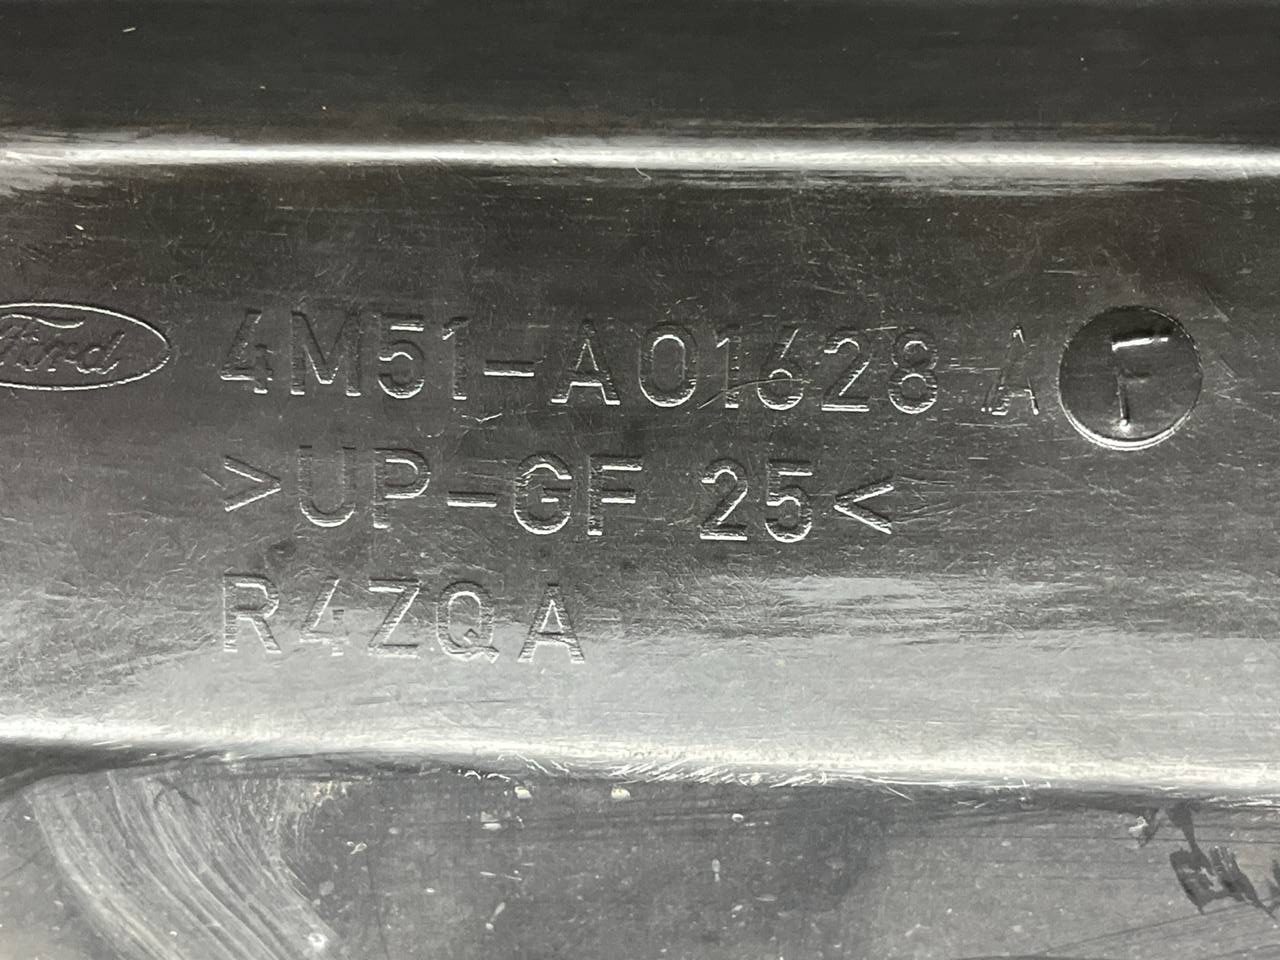 Ford 4M51-A01628 A
>UP-GF 25<
R4ZQA